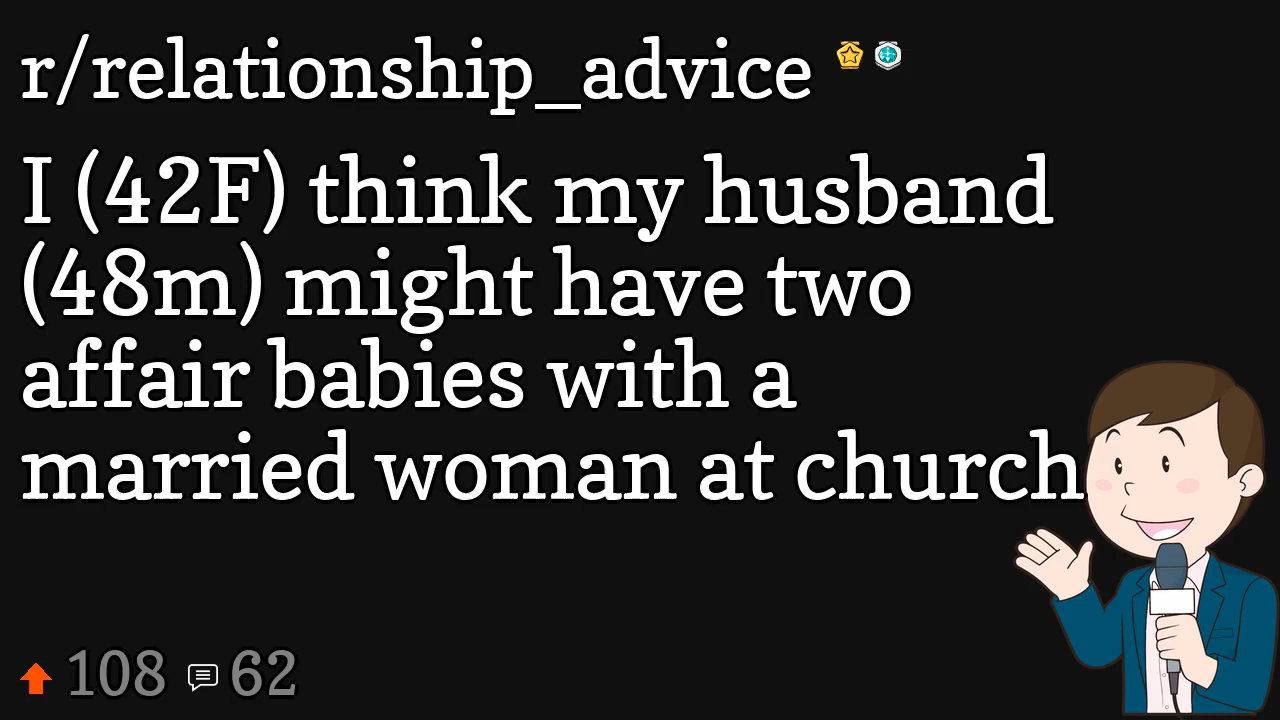 r/relationship_advice
I (42F) think my husband
(48m) might have two
affair babies with a
married woman at church
108 62